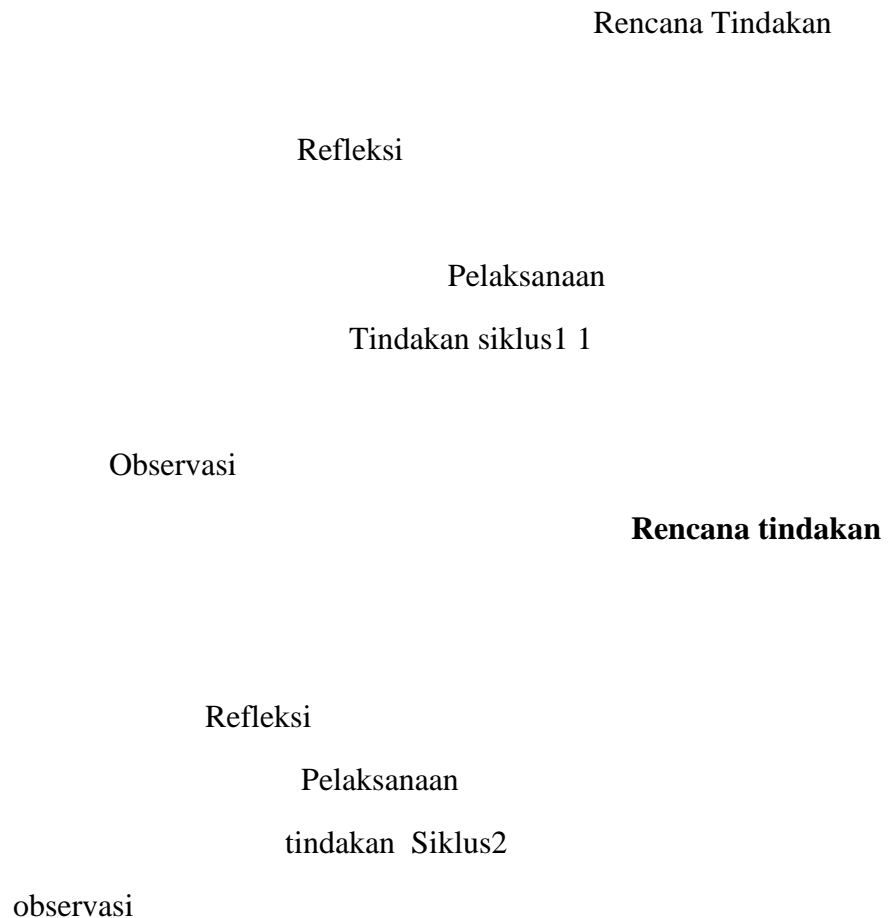 Rencana Tindakan
Refleksi
Pelaksanaan
Tindakan siklus1 1
Observasi
Rencana tindakan
Refleksi
Pelaksanaan
tindakan  Siklus2
observasi